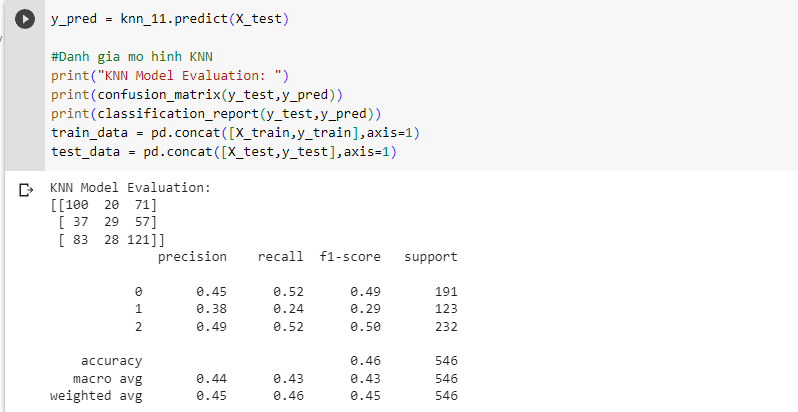 y_pred = knn_11.predict(X_test)
#Danh gia mo hinh KNN
print("KNN Model Evaluation: ")
print(confusion_matrix(y_test,y_pred))
print(classification_report(y_test,y_pred))
train_data = pd.concat([X_train,y_train],axis=1)
test_data = pd.concat([X_test,y_test],axis=1)
KNN Model Evaluation:
[[100  20  71]
 [ 37  29  57]
 [ 83  28 121]]
              precision    recall  f1-score   support
           0       0.45      0.52      0.49       191
           1       0.38      0.24      0.29       123
           2       0.49      0.52      0.50       232
    accuracy                           0.46       546
   macro avg       0.44      0.43      0.43       546
weighted avg       0.45      0.46      0.45       546